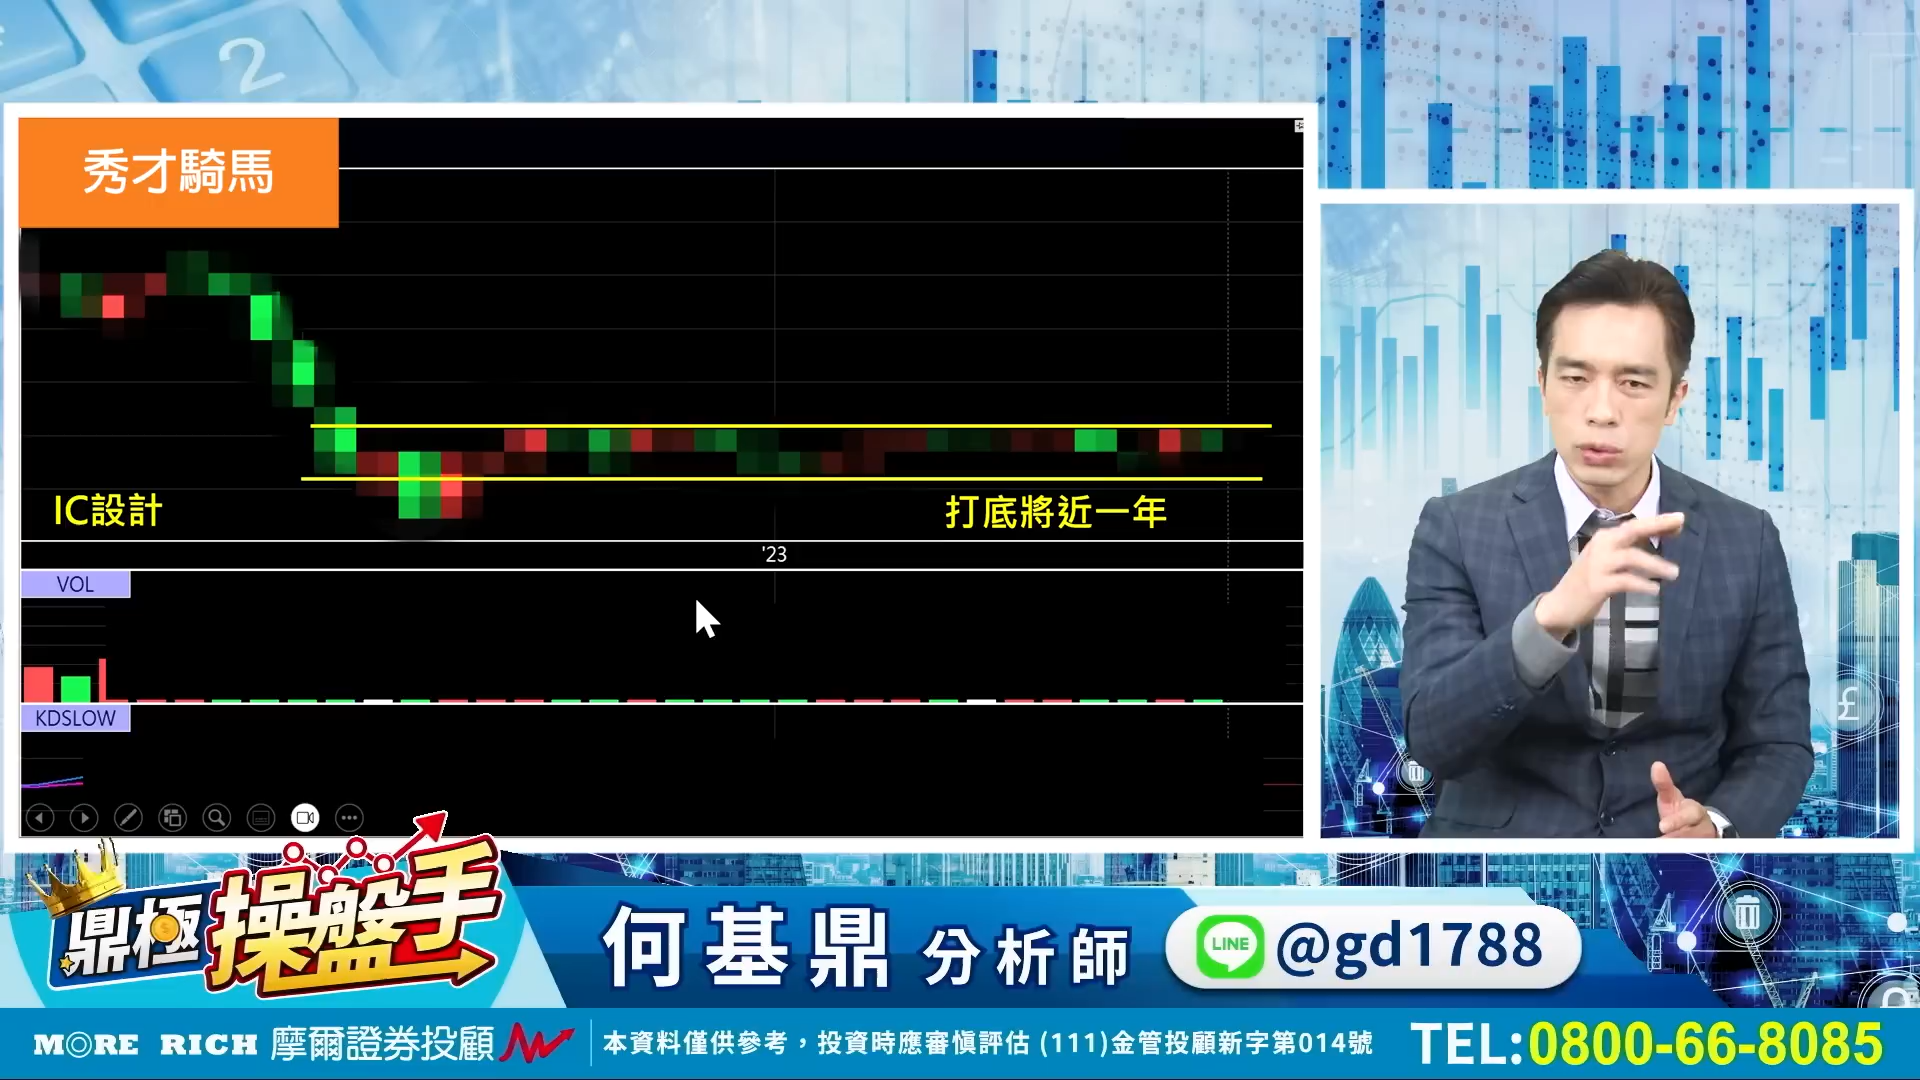 2
秀才騎馬
IC設計
打底將近一年
'23
VOL
KDSLOW
£
鼎極操盤手
何基鼎 分析師
LINE @gd1788
MORE RICH 摩爾證券投顧
本資料僅供參考，投資時應審慎評估 (111)金管投顧新字第014號
TEL:0800-66-8085